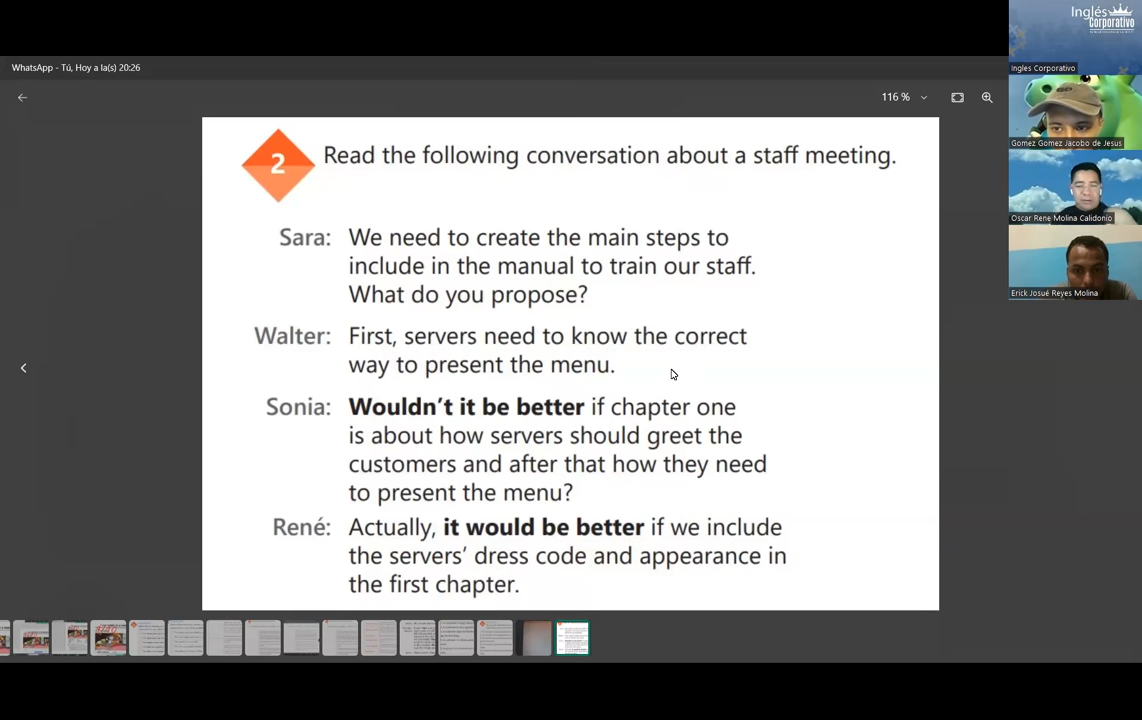 WhatsApp - Tú, Hoy a la(s) 20:26
116 %
2
Read the following conversation about a staff meeting.
Sara: We need to create the main steps to
include in the manual to train our staff.
What do you propose?
Walter: First, servers need to know the correct
way to present the menu.
Sonia: Wouldn't it be better if chapter one
is about how servers should greet the
customers and after that how they need
to present the menu?
René: Actually, it would be better if we include
the servers' dress code and appearance in
the first chapter.
Inglés
Corporativo
Ingles Corporativo
Gomez Gomez Jacobo de Jesus
Oscar Rene Molina Calidonio
Erick Josué Reyes Molina